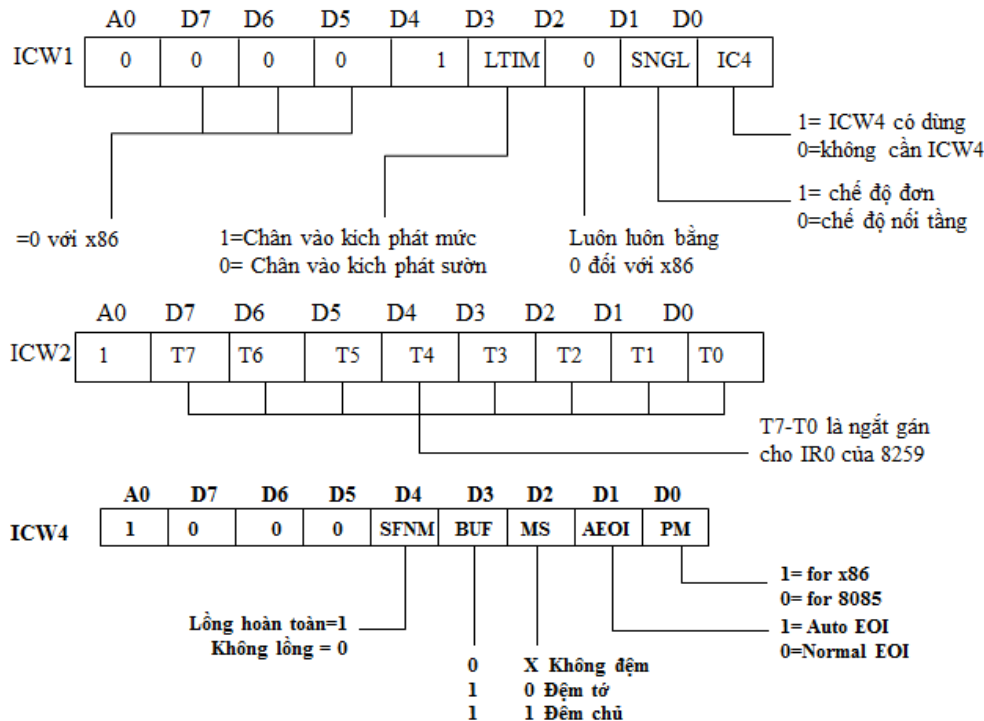 A0 D7 D6 D5 D4 D3 D2 D1 D0
ICW1 0 0 0 0 1 LTIM 0 SNGL IC4
1= ICW4 có dùng
0=không cần ICW4
1= chế độ đơn
0=chế độ nối tầng
=0 với x86
1=Chân vào kich phát mức
0= Chân vào kich phát sườn
Luôn luôn bằng
0 đối với x86
A0 D7 D6 D5 D4 D3 D2 D1 D0
ICW2 1 T7 T6 T5 T4 T3 T2 T1 T0
T7-T0 là ngắt gán
cho IR0 của 8259
A0 D7 D6 D5 D4 D3 D2 D1 D0
ICW4 1 0 0 0 SFNM BUF MS AEOI PM
1= for x86
0= for 8085
Lồng hoàn toàn=1
Không lồng = 0
1= Auto EOI
0=Normal EOI
0 X Không đệm
1 0 Đệm tớ
1 1 Đêm chủ